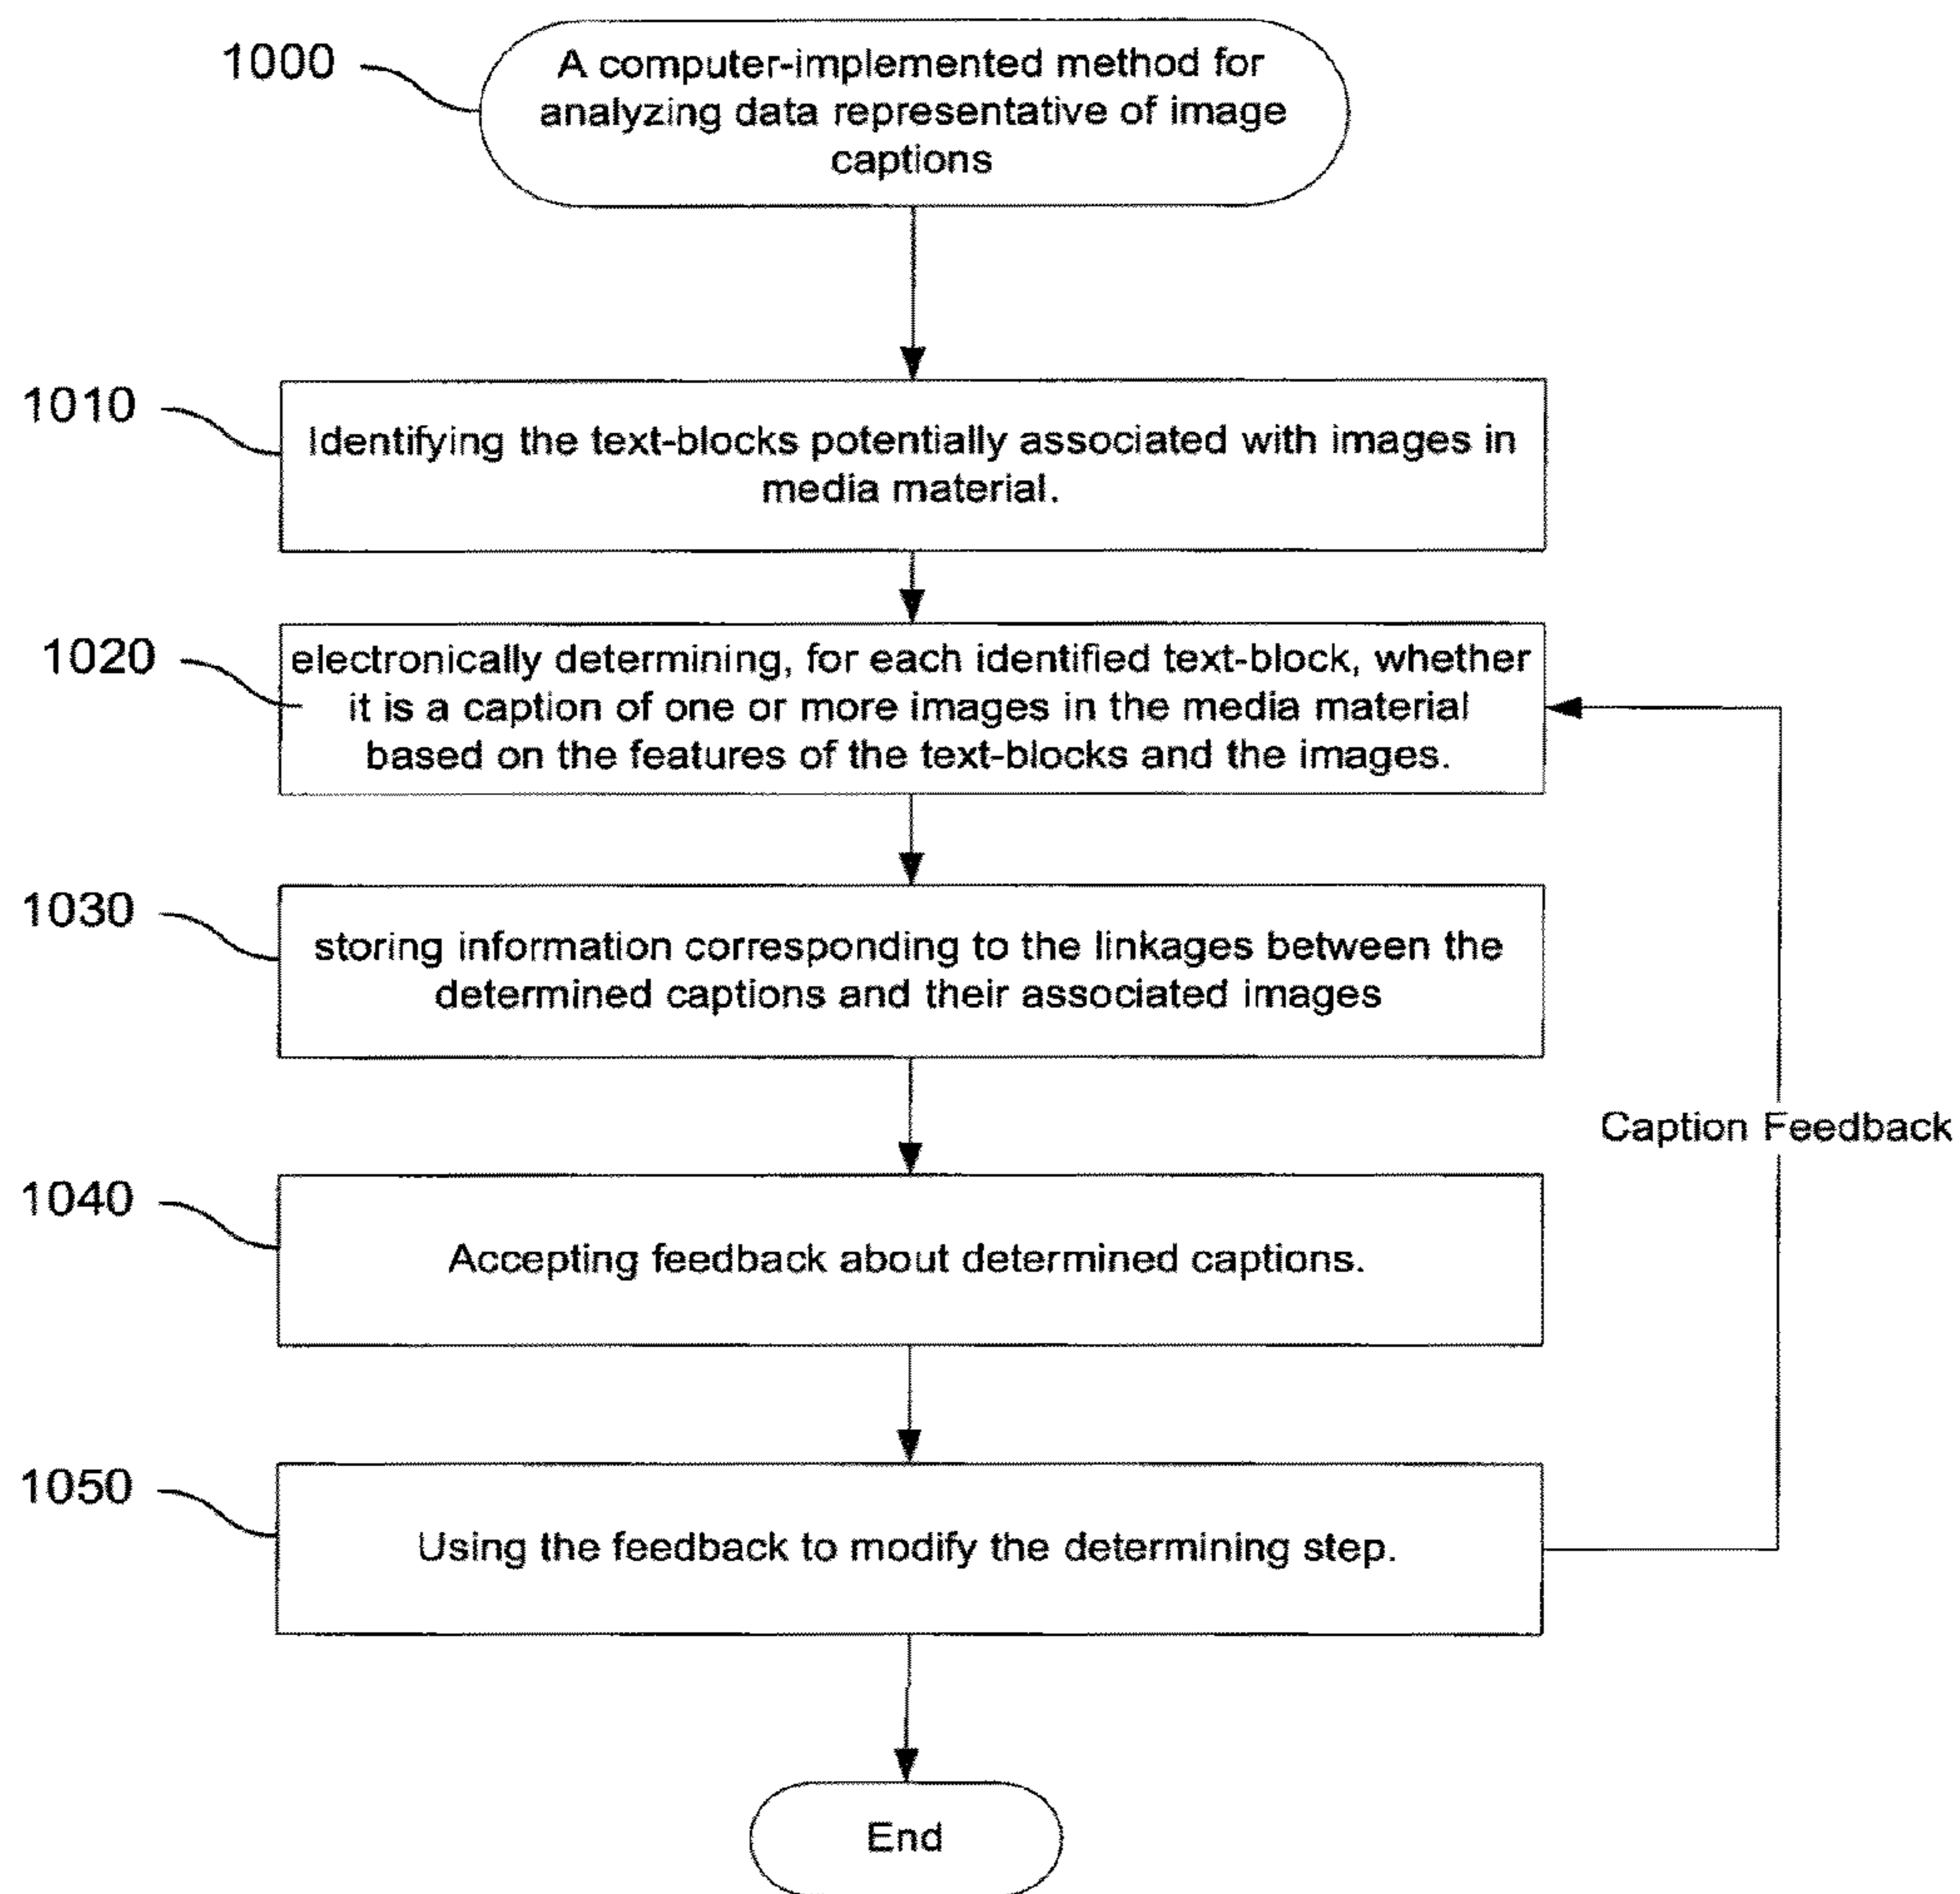 1000
A computer-implemented method for
analyzing data representative of image
captions
1010
Identifying the text-blocks potentially associated with images in
media material.
1020
electronically determining, for each identified text-block, whether
it is a caption of one or more images in the media material
based on the features of the text-blocks and the images.
1030
storing information corresponding to the linkages between the
determined captions and their associated images
Caption Feedback
1040
Accepting feedback about determined captions.
1050
Using the feedback to modify the determining step.
End